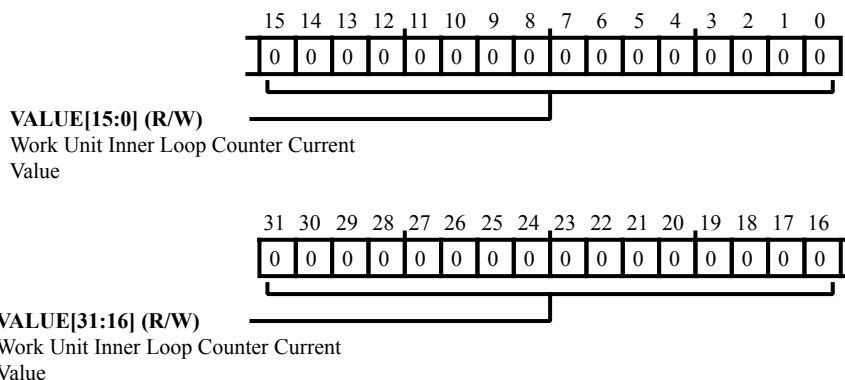 15 14 13 12 11 10 9 8 7 6 5 4 3 2 1 0
0 0 0 0 0 0 0 0 0 0 0 0 0 0 0 0
VALUE[15:0] (R/W)
Work Unit Inner Loop Counter Current
Value
31 30 29 28 27 26 25 24 23 22 21 20 19 18 17 16
0 0 0 0 0 0 0 0 0 0 0 0 0 0 0 0
VALUE[31:16] (R/W)
Work Unit Inner Loop Counter Current
Value